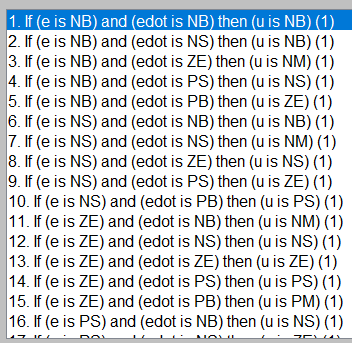 1. If (e is NB) and (edot is NB) then (u is NB) (1)
2. If (e is NB) and (edot is NS) then (u is NB) (1)
3. If (e is NB) and (edot is ZE) then (u is NM) (1)
4. If (e is NB) and (edot is PS) then (u is NS) (1)
5. If (e is NB) and (edot is PB) then (u is ZE) (1)
6. If (e is NS) and (edot is NB) then (u is NB) (1)
7. If (e is NS) and (edot is NS) then (u is NM) (1)
8. If (e is NS) and (edot is ZE) then (u is NS) (1)
9. If (e is NS) and (edot is PS) then (u is ZE) (1)
10. If (e is NS) and (edot is PB) then (u is PS) (1)
11. If (e is ZE) and (edot is NB) then (u is NM) (1)
12. If (e is ZE) and (edot is NS) then (u is NS) (1)
13. If (e is ZE) and (edot is ZE) then (u is ZE) (1)
14. If (e is ZE) and (edot is PS) then (u is PS) (1)
15. If (e is ZE) and (edot is PB) then (u is PM) (1)
16. If (e is PS) and (edot is NB) then (u is NS) (1)